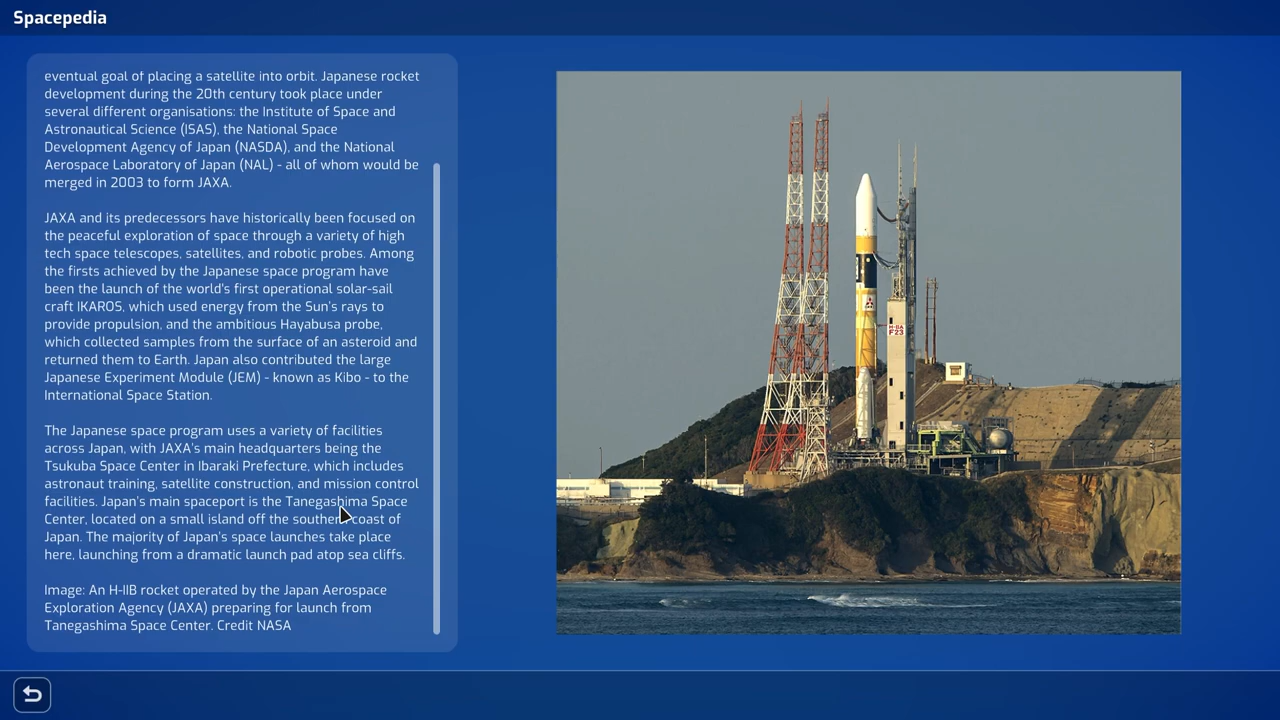 Spacepedia
eventual goal of placing a satellite into orbit. Japanese rocket
development during the 20th century took place under
several different organisations: the Institute of Space and
Astronautical Science (ISAS), the National Space
Development Agency of Japan (NASDA), and the National
Aerospace Laboratory of Japan (NAL) - all of whom would be
merged in 2003 to form JAXA.
JAXA and its predecessors have historically been focused on
the peaceful exploration of space through a variety of high
tech space telescopes, satellites, and robotic probes. Among
the firsts achieved by the Japanese space program have
been the launch of the world's first operational solar-sail
craft IKAROS, which used energy from the Sun's rays to
provide propulsion, and the ambitious Hayabusa probe,
which collected samples from the surface of an asteroid and
returned them to Earth. Japan also contributed the large
Japanese Experiment Module (JEM) - known as Kibo - to the
International Space Station.
The Japanese space program uses a variety of facilities
across Japan, with JAXA's main headquarters being the
Tsukuba Space Center in Ibaraki Prefecture, which includes
astronaut training, satellite construction, and mission control
facilities. Japan's main spaceport is the Tanegashima Space
Center, located on a small island off the southern coast of
Japan. The majority of Japan's space launches take place
here, launching from a dramatic launch pad atop sea cliffs.
Image: An H-IIB rocket operated by the Japan Aerospace
Exploration Agency (JAXA) preparing for launch from
Tanegashima Space Center. Credit NASA
H-IIA
F23